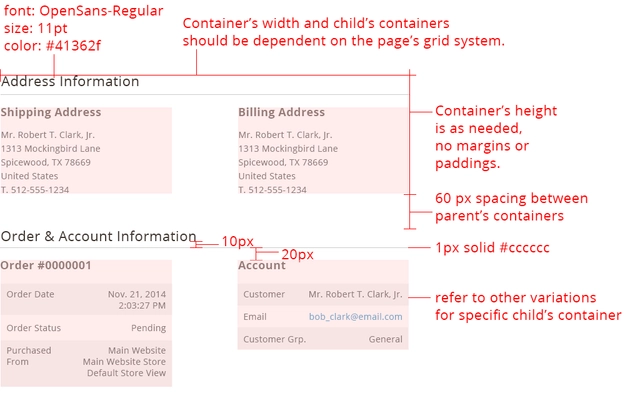 font: OpenSans-Regular
size: 11pt
color: #41362f
Container's width and child's containers
should be dependent on the page's grid system.
Address Information
Shipping Address
Mr. Robert T. Clark, Jr.
1313 Mockingbird Lane
Spicewood, TX 78669
United States
T. 512-555-1234
Billing Address
Mr. Robert T. Clark, Jr.
1313 Mockingbird Lane
Spicewood, TX 78669
United States
T. 512-555-1234
Container's height
is as needed,
no margins or
paddings.
60 px spacing between
parent's containers
Order & Account Information
10px
20px
1px solid #cccccc
Order #0000001
Order Date Nov. 21, 2014
2:03:27 PM
Order Status Pending
Purchased Main Website
From Main Website Store
Default Store View
Account
Customer Mr. Robert T. Clark, Jr.
Email bob_clark@email.com
Customer Grp. General
refer to other variations
for specific child's container